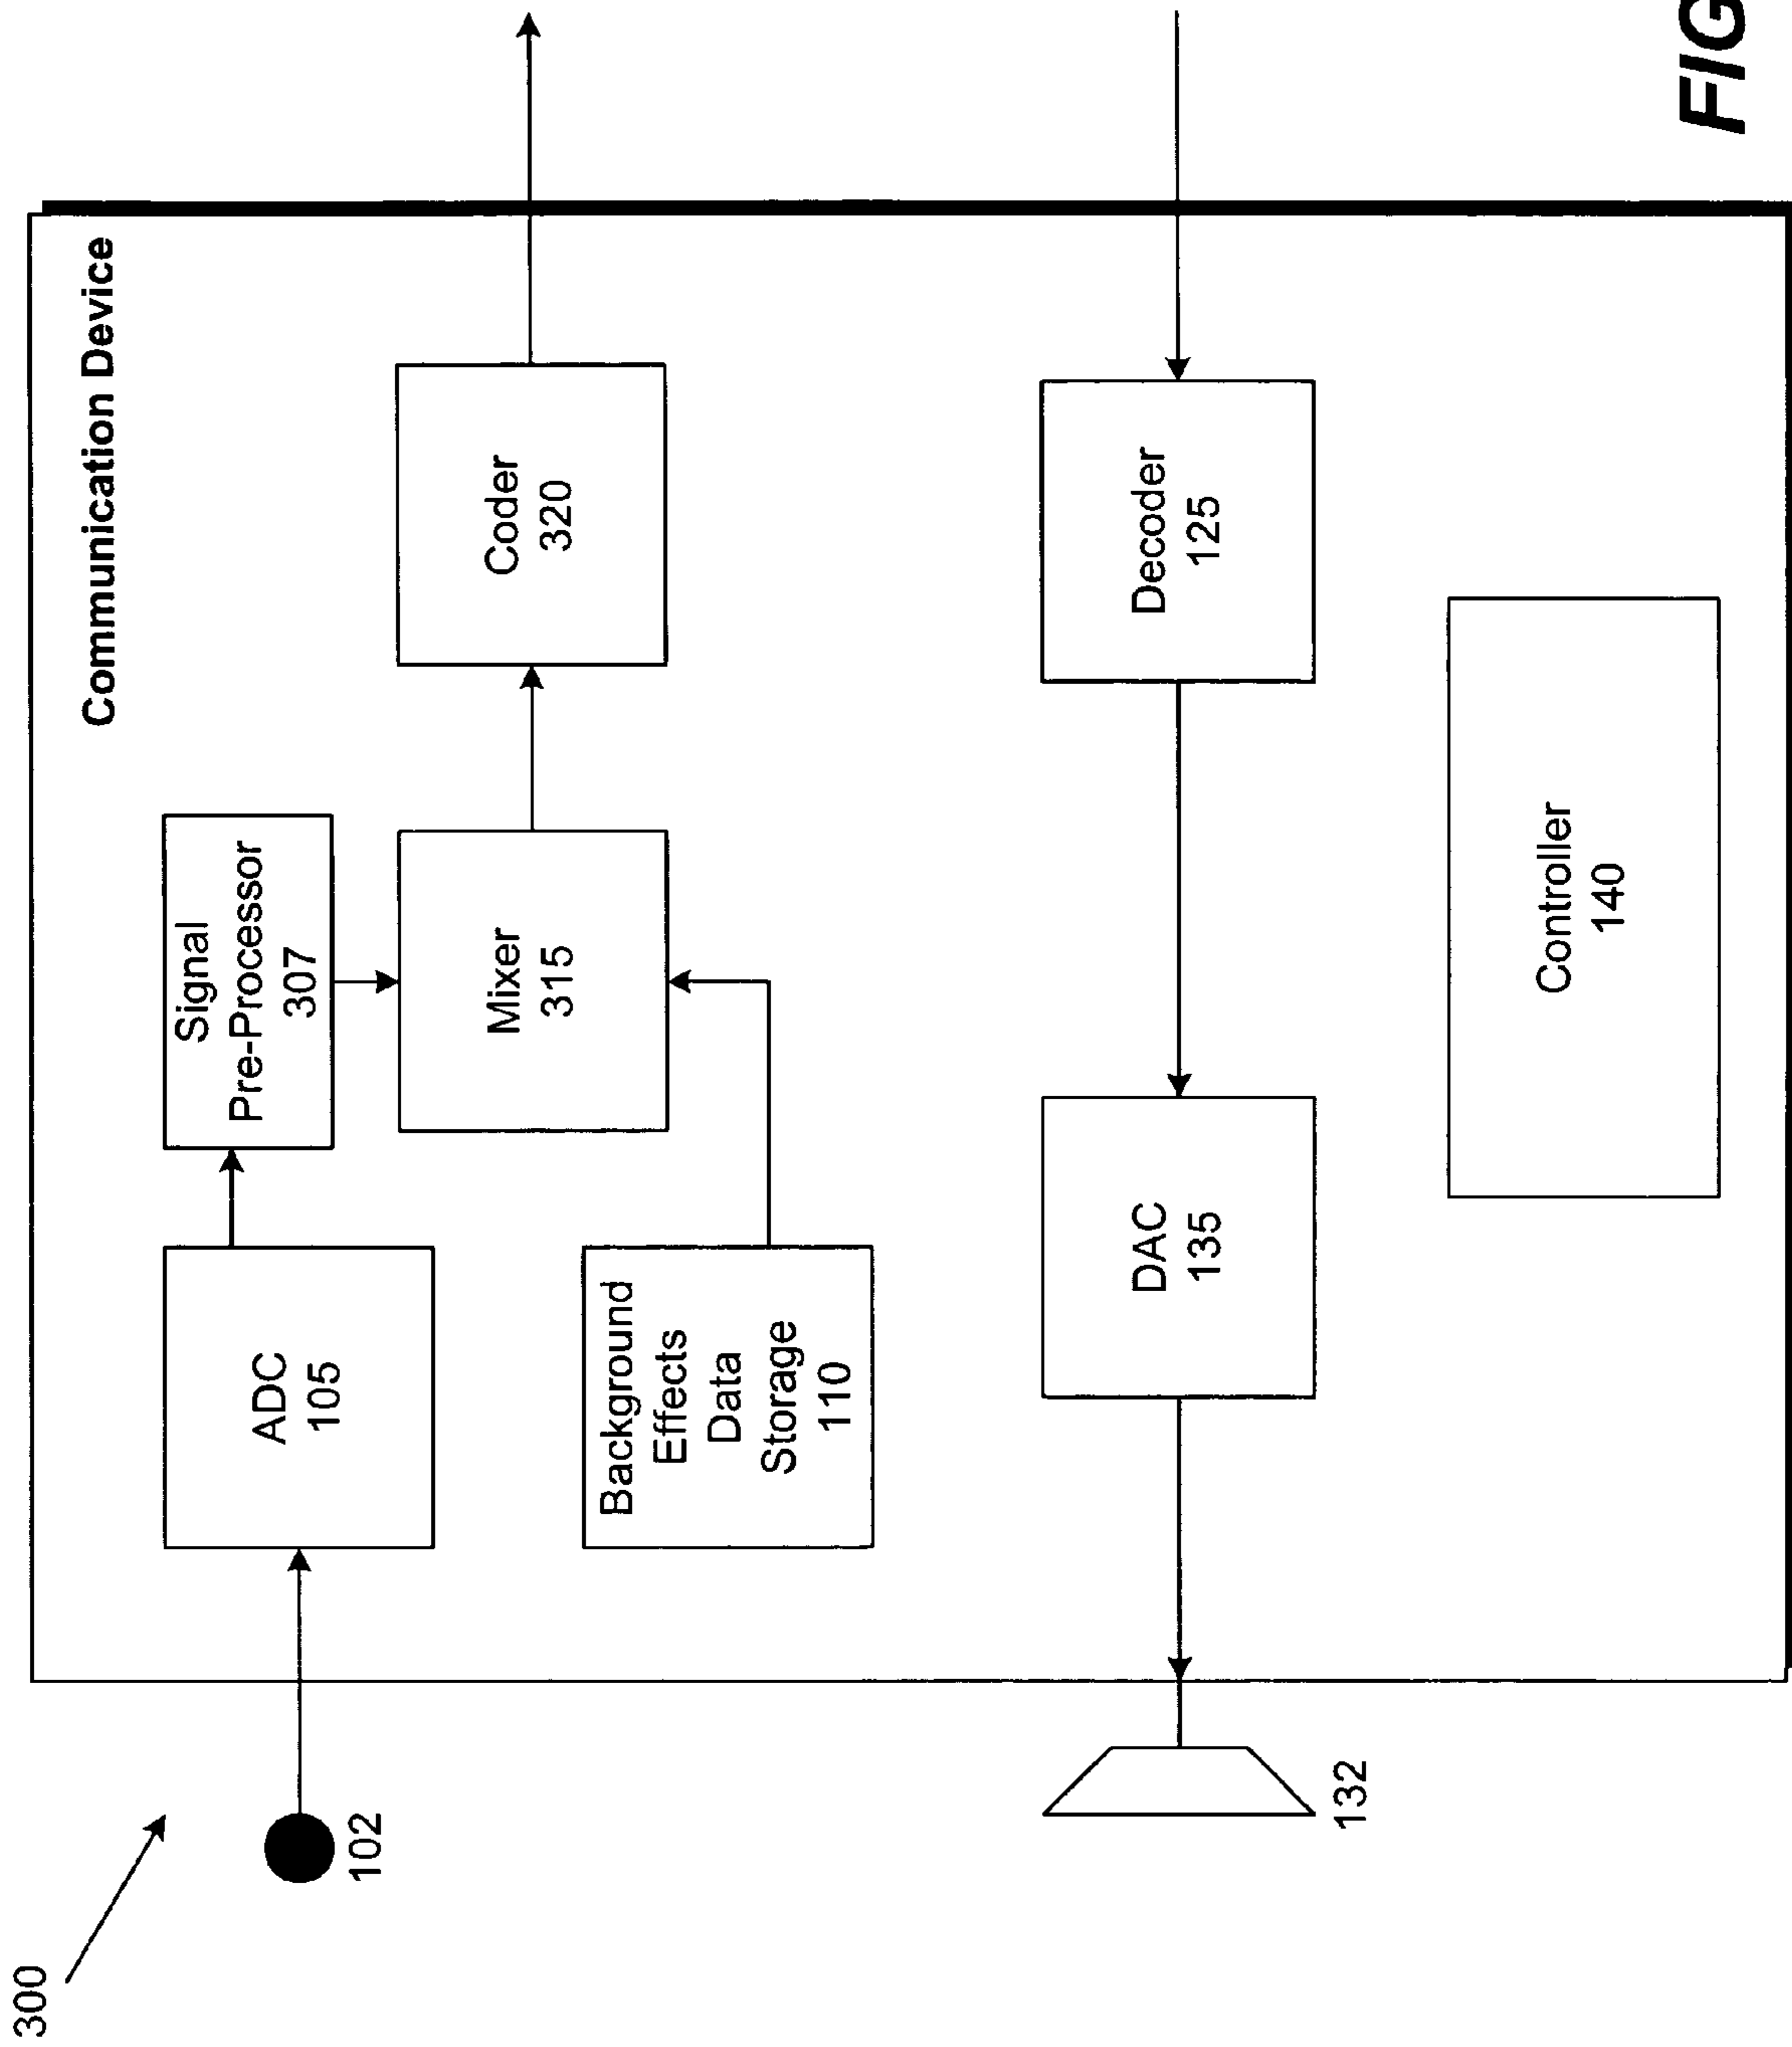 300
Communication Device
102
ADC
105
Signal
Pre-Processor
307
Mixer
315
Coder
320
Background
Effects
Data
Storage
110
132
DAC
135
Decoder
125
Controller
140
FIG